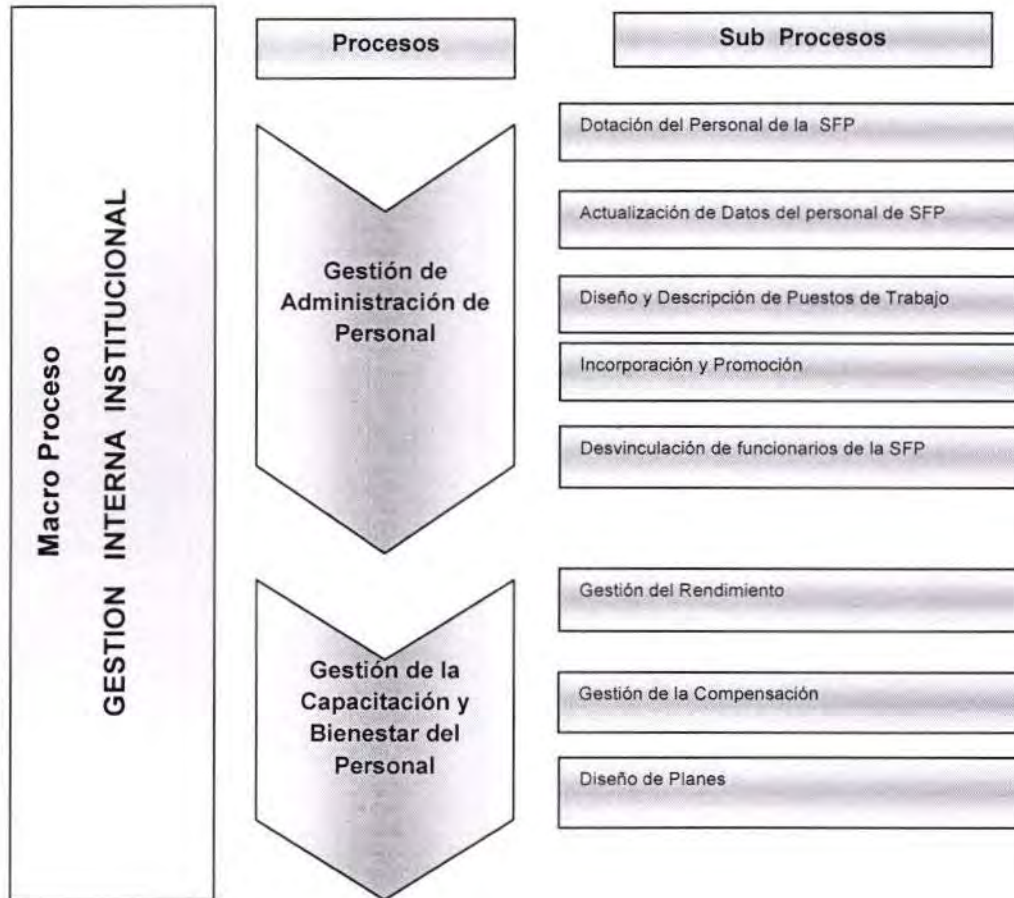 Macro Proceso
GESTION INTERNA INSTITUCIONAL
Procesos
Sub Procesos
Gestión de
Administración de
Personal
Dotación del Personal de la SFP
Actualización de Datos del personal de SFP
Diseño y Descripción de Puestos de Trabajo
Incorporación y Promoción
Desvinculación de funcionarios de la SFP
Gestión de la
Capacitación y
Bienestar del
Personal
Gestión del Rendimiento
Gestión de la Compensación
Diseño de Planes